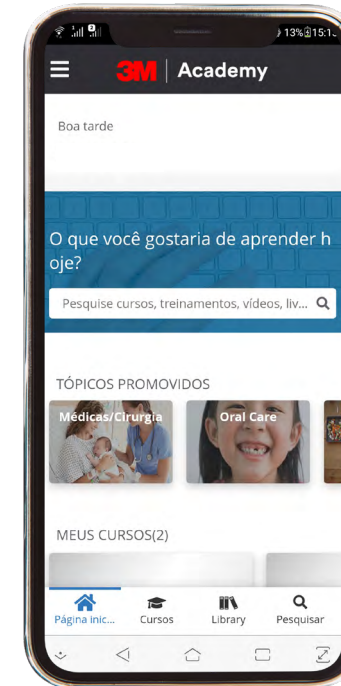 13% 15:1
3M | Academy
Boa tarde
O que você gostaria de aprender h
oje?
Pesquise cursos, treinamentos, vídeos, liv...
TÓPICOS PROMOVIDOS
Médicas/Cirurgia
Oral Care
MEUS CURSOS(2)
Página inic...
Cursos
Library
Pesquisar